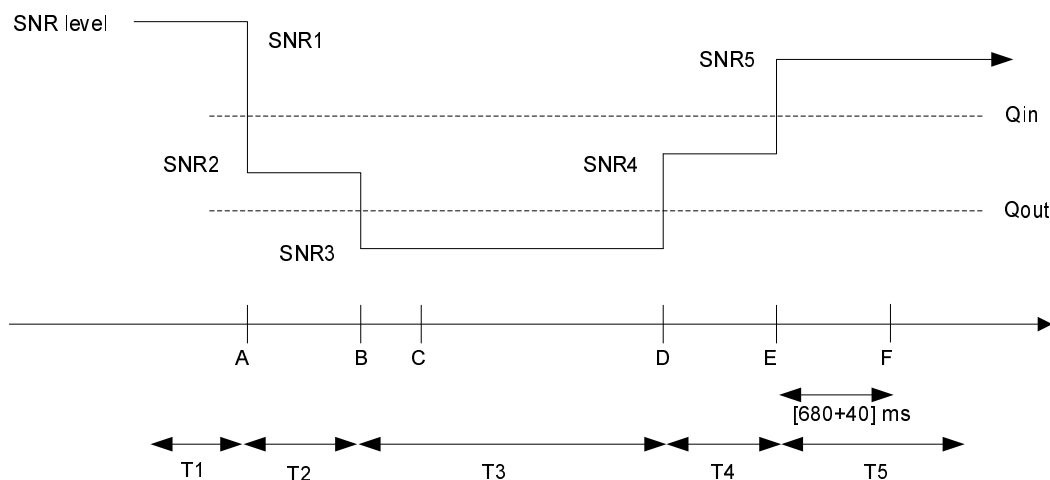 SNR level
SNR1
SNR5
Qin
SNR2
SNR4
Qout
SNR3
A B C D E F
[680+40] ms
T1 T2 T3 T4 T5